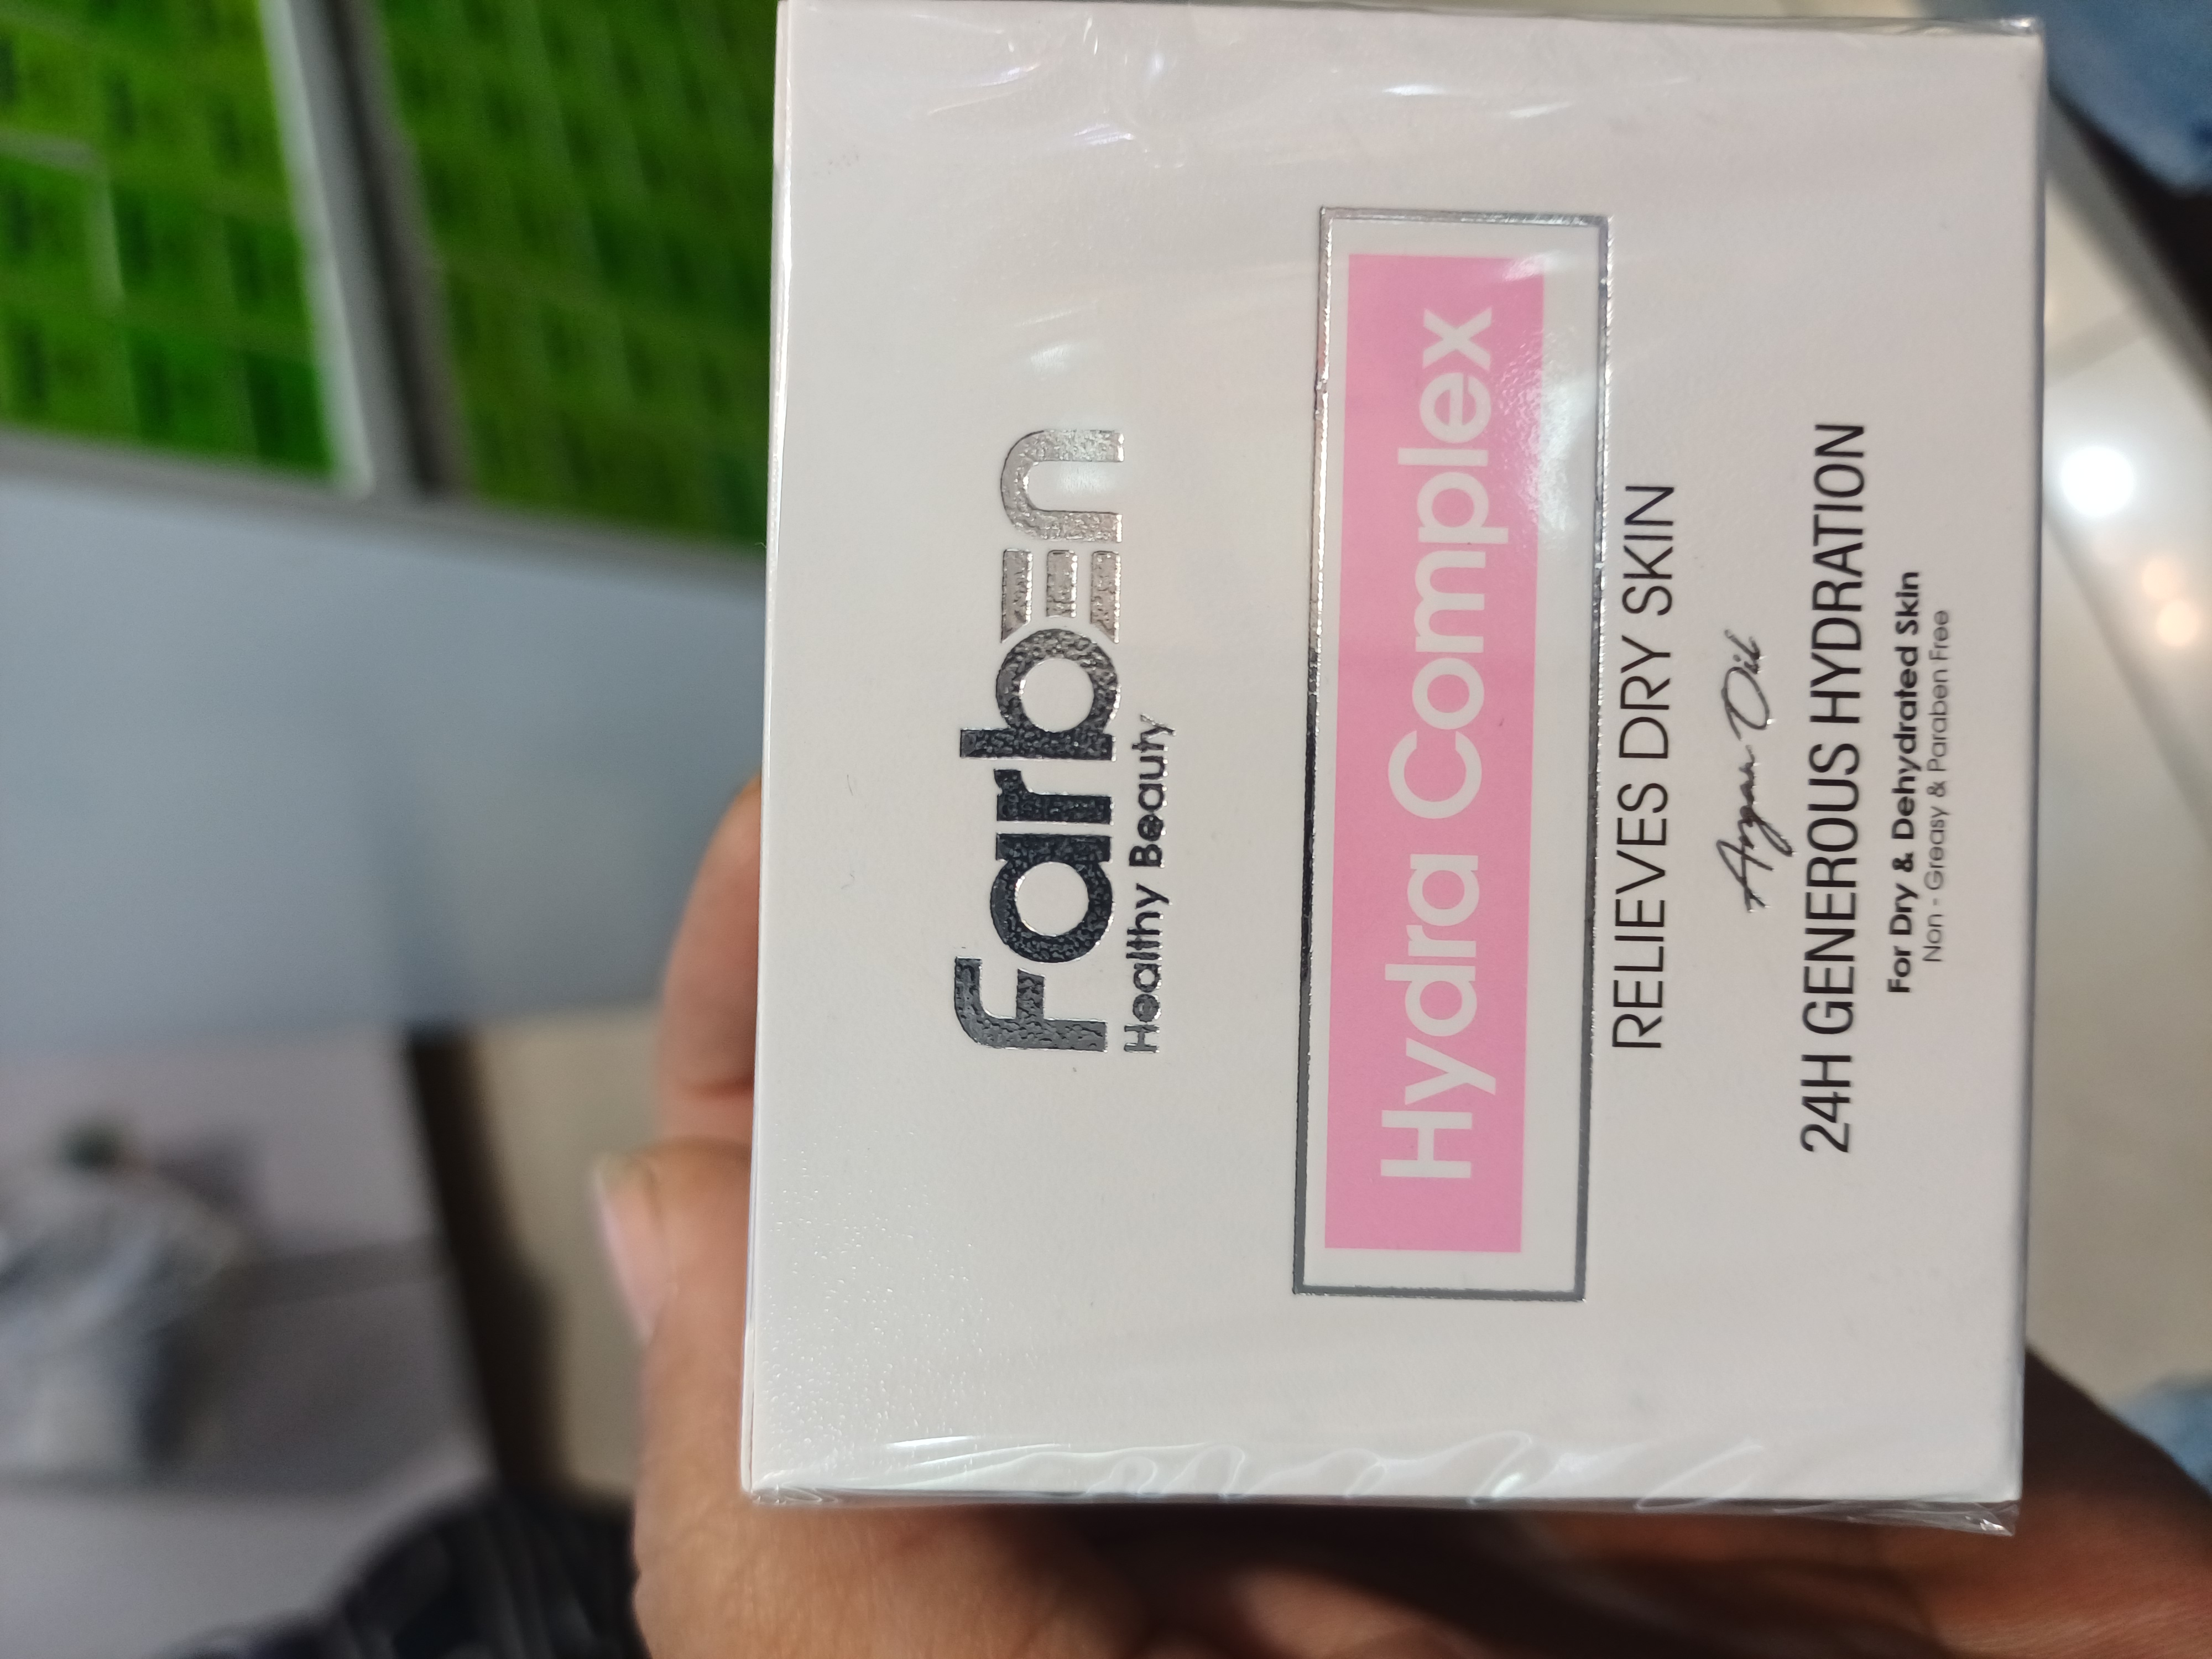 Farben
Healthy Beauty
Hydra Complex
RELIEVES DRY SKIN
Argan Oil
24H GENEROUS HYDRATION
For Dry & Dehydrated Skin
Non - Greasy & Paraben Free